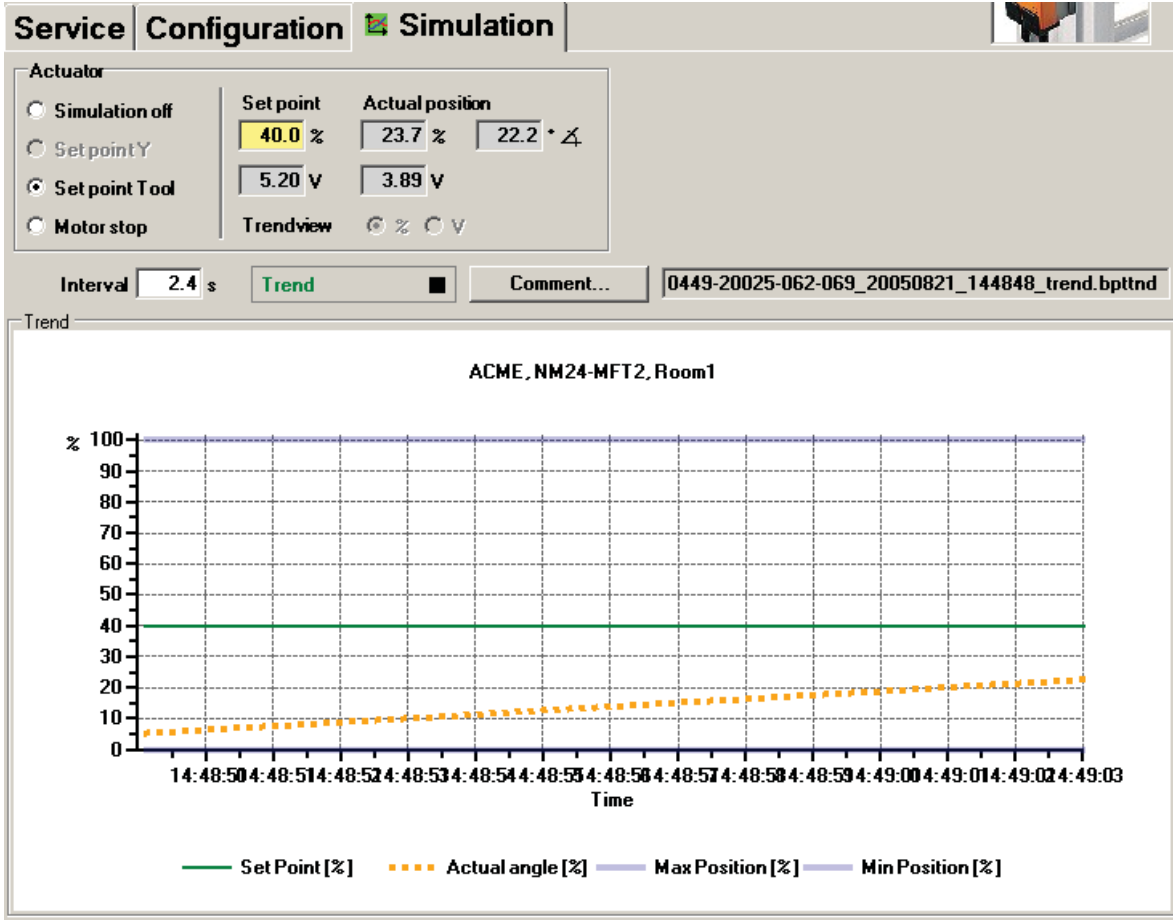 Service Configuration Simulation
Actuator
Simulation off
Set point Y
Set point Tool
Motor stop
Set point Actual position
40.0 % 23.7 % 22.2 °
5.20 V 3.89 V
Trendview % V
Interval 2.4 s Trend Comment... 0449-20025-062-069_20050821_144848_trend.bpttnd
Trend
ACME, NM24-MFT2, Room1
%
100
90
80
70
60
50
40
30
20
10
0
14:48:50 14:48:51 14:48:52 14:48:53 14:48:54 14:48:55 14:48:56 14:48:57 14:48:58 14:48:59 14:49:00 14:49:01 14:49:02 14:49:03
Time
Set Point [%] Actual angle [%] Max Position [%] Min Position [%]